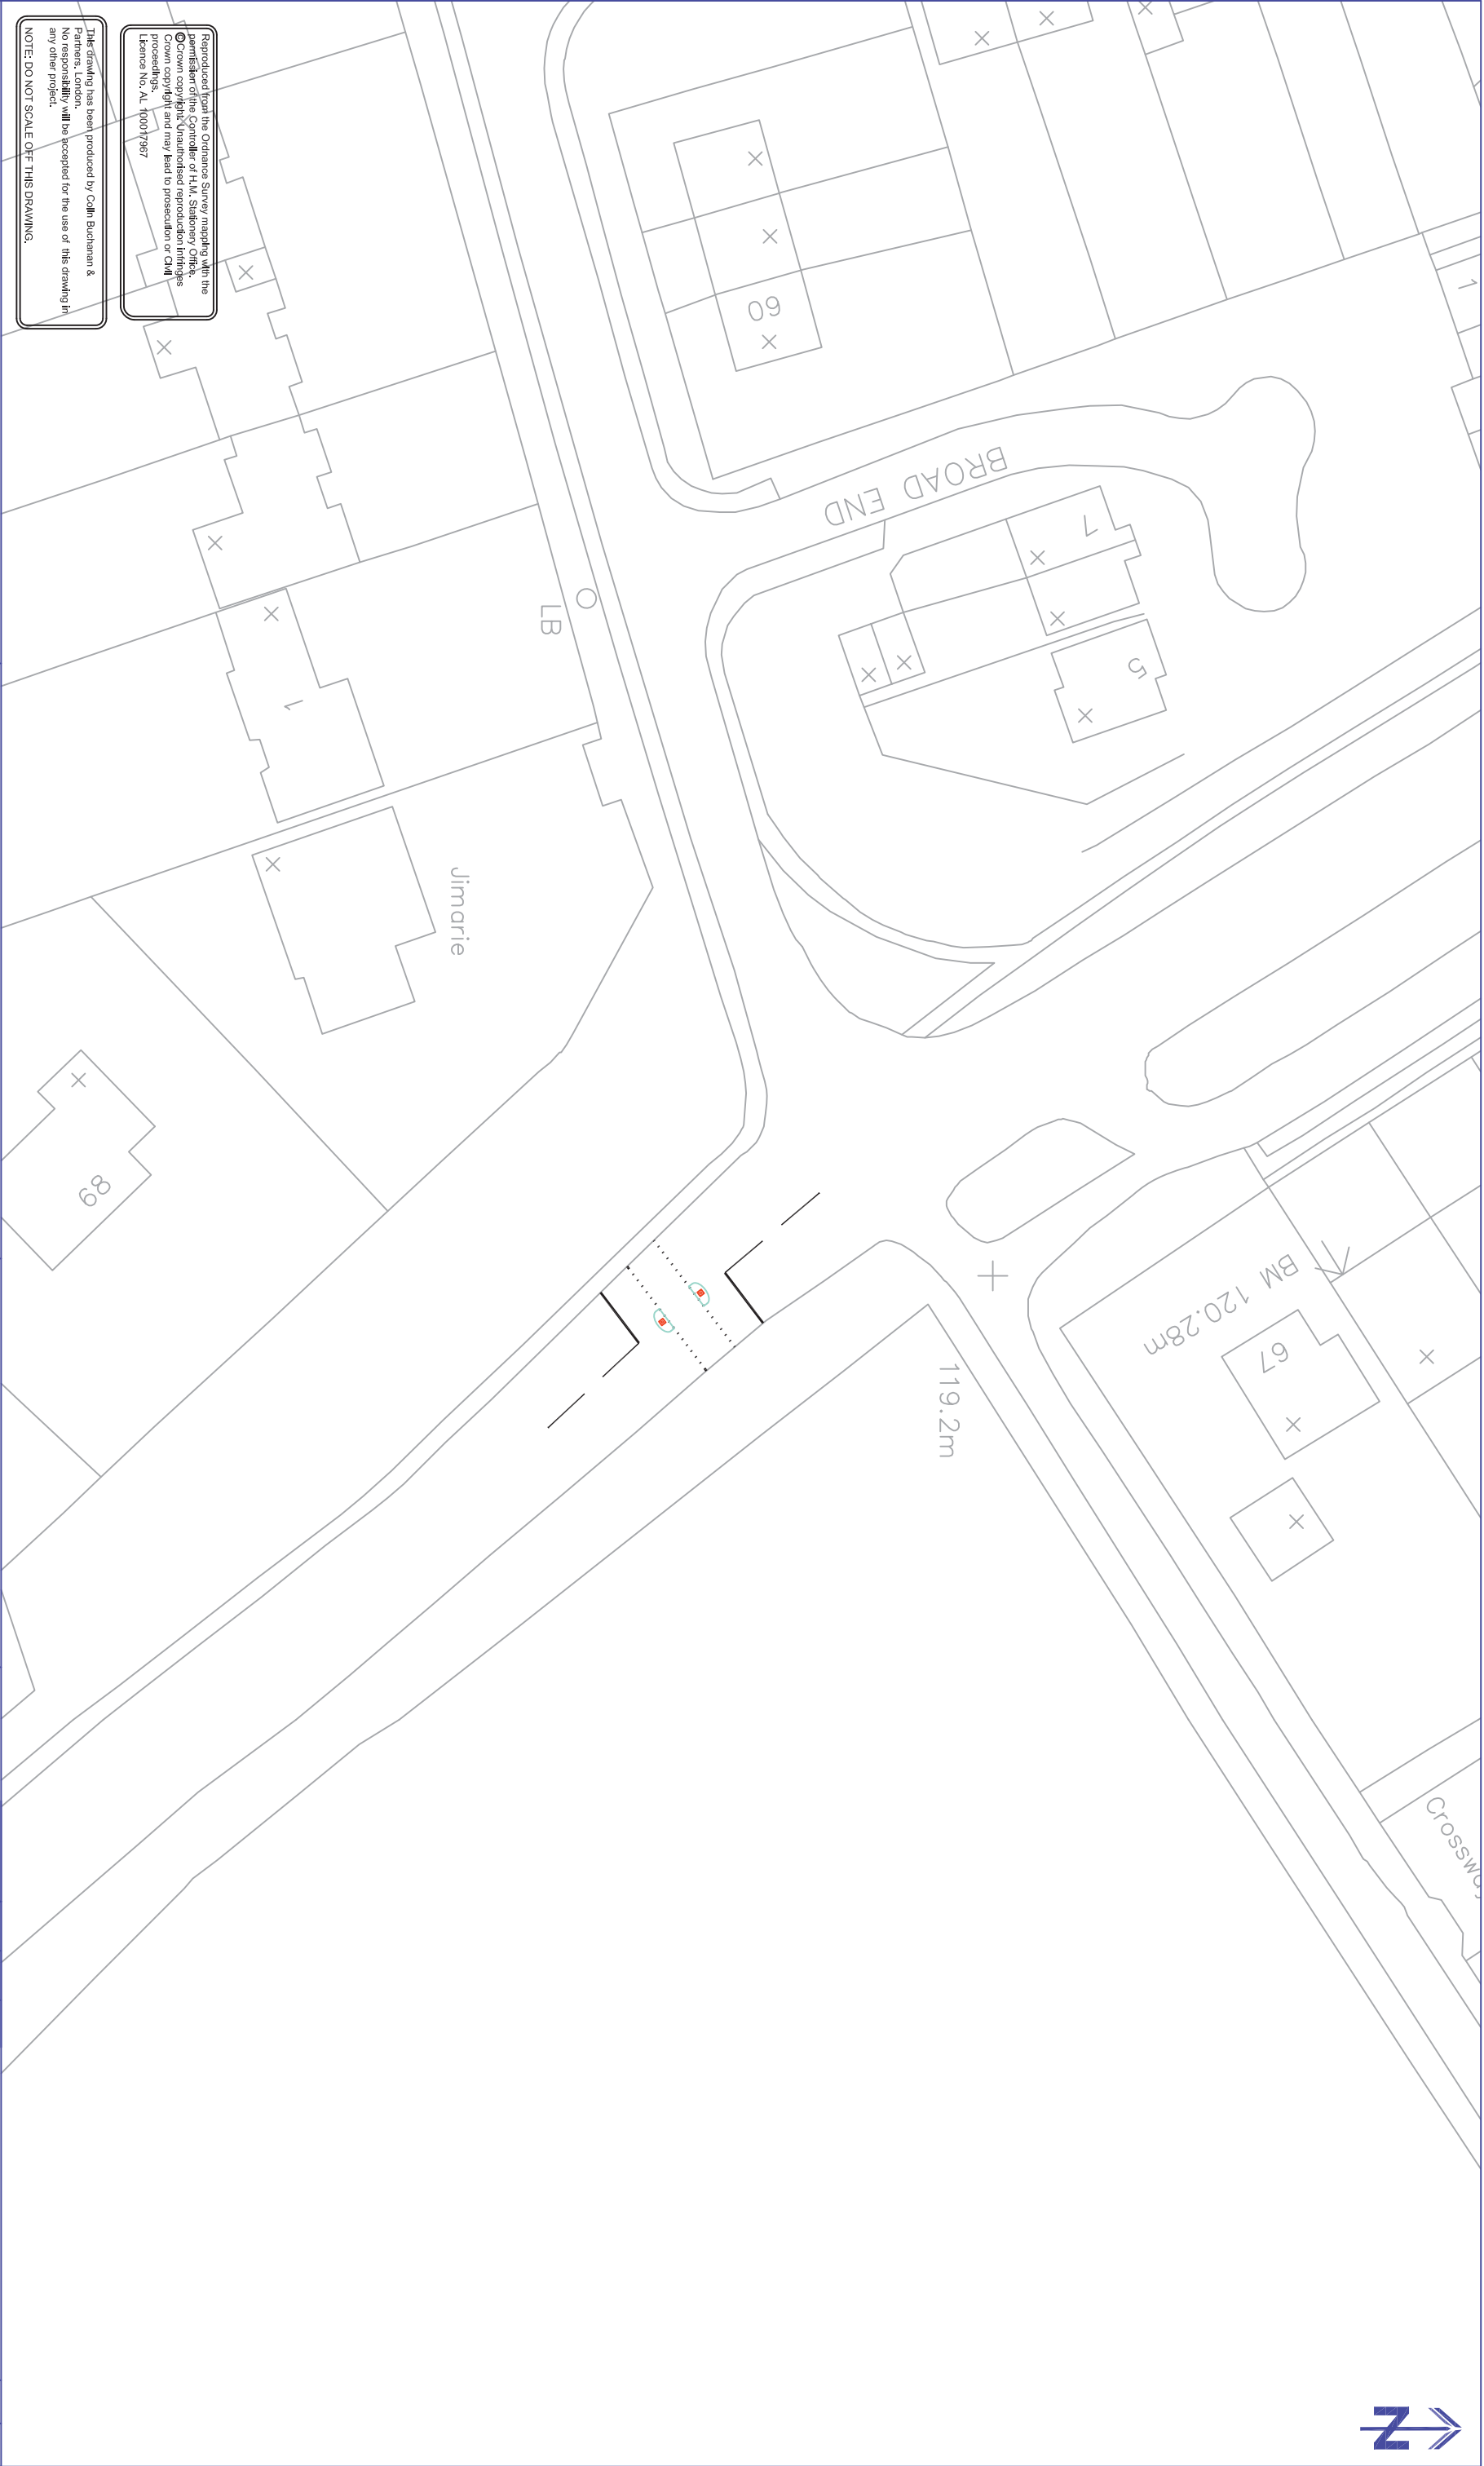 Reproduced from the Ordnance Survey mapping with the
permission of the Controller of H.M. Stationery Office.
©Crown copyright. Unauthorised reproduction infringes
Crown copyright and may lead to prosecution or Civil
proceedings.
Licence No. AL 100017967
This drawing has been produced by Colin Buchanan &
Partners, London.
No responsibility will be accepted for the use of this drawing in
any other project.
NOTE: DO NOT SCALE OFF THIS DRAWING.
60
BROAD END
7
5
1
LB
1
Jimarie
89
BM 120.28m
67
119.2m
Crossway
N